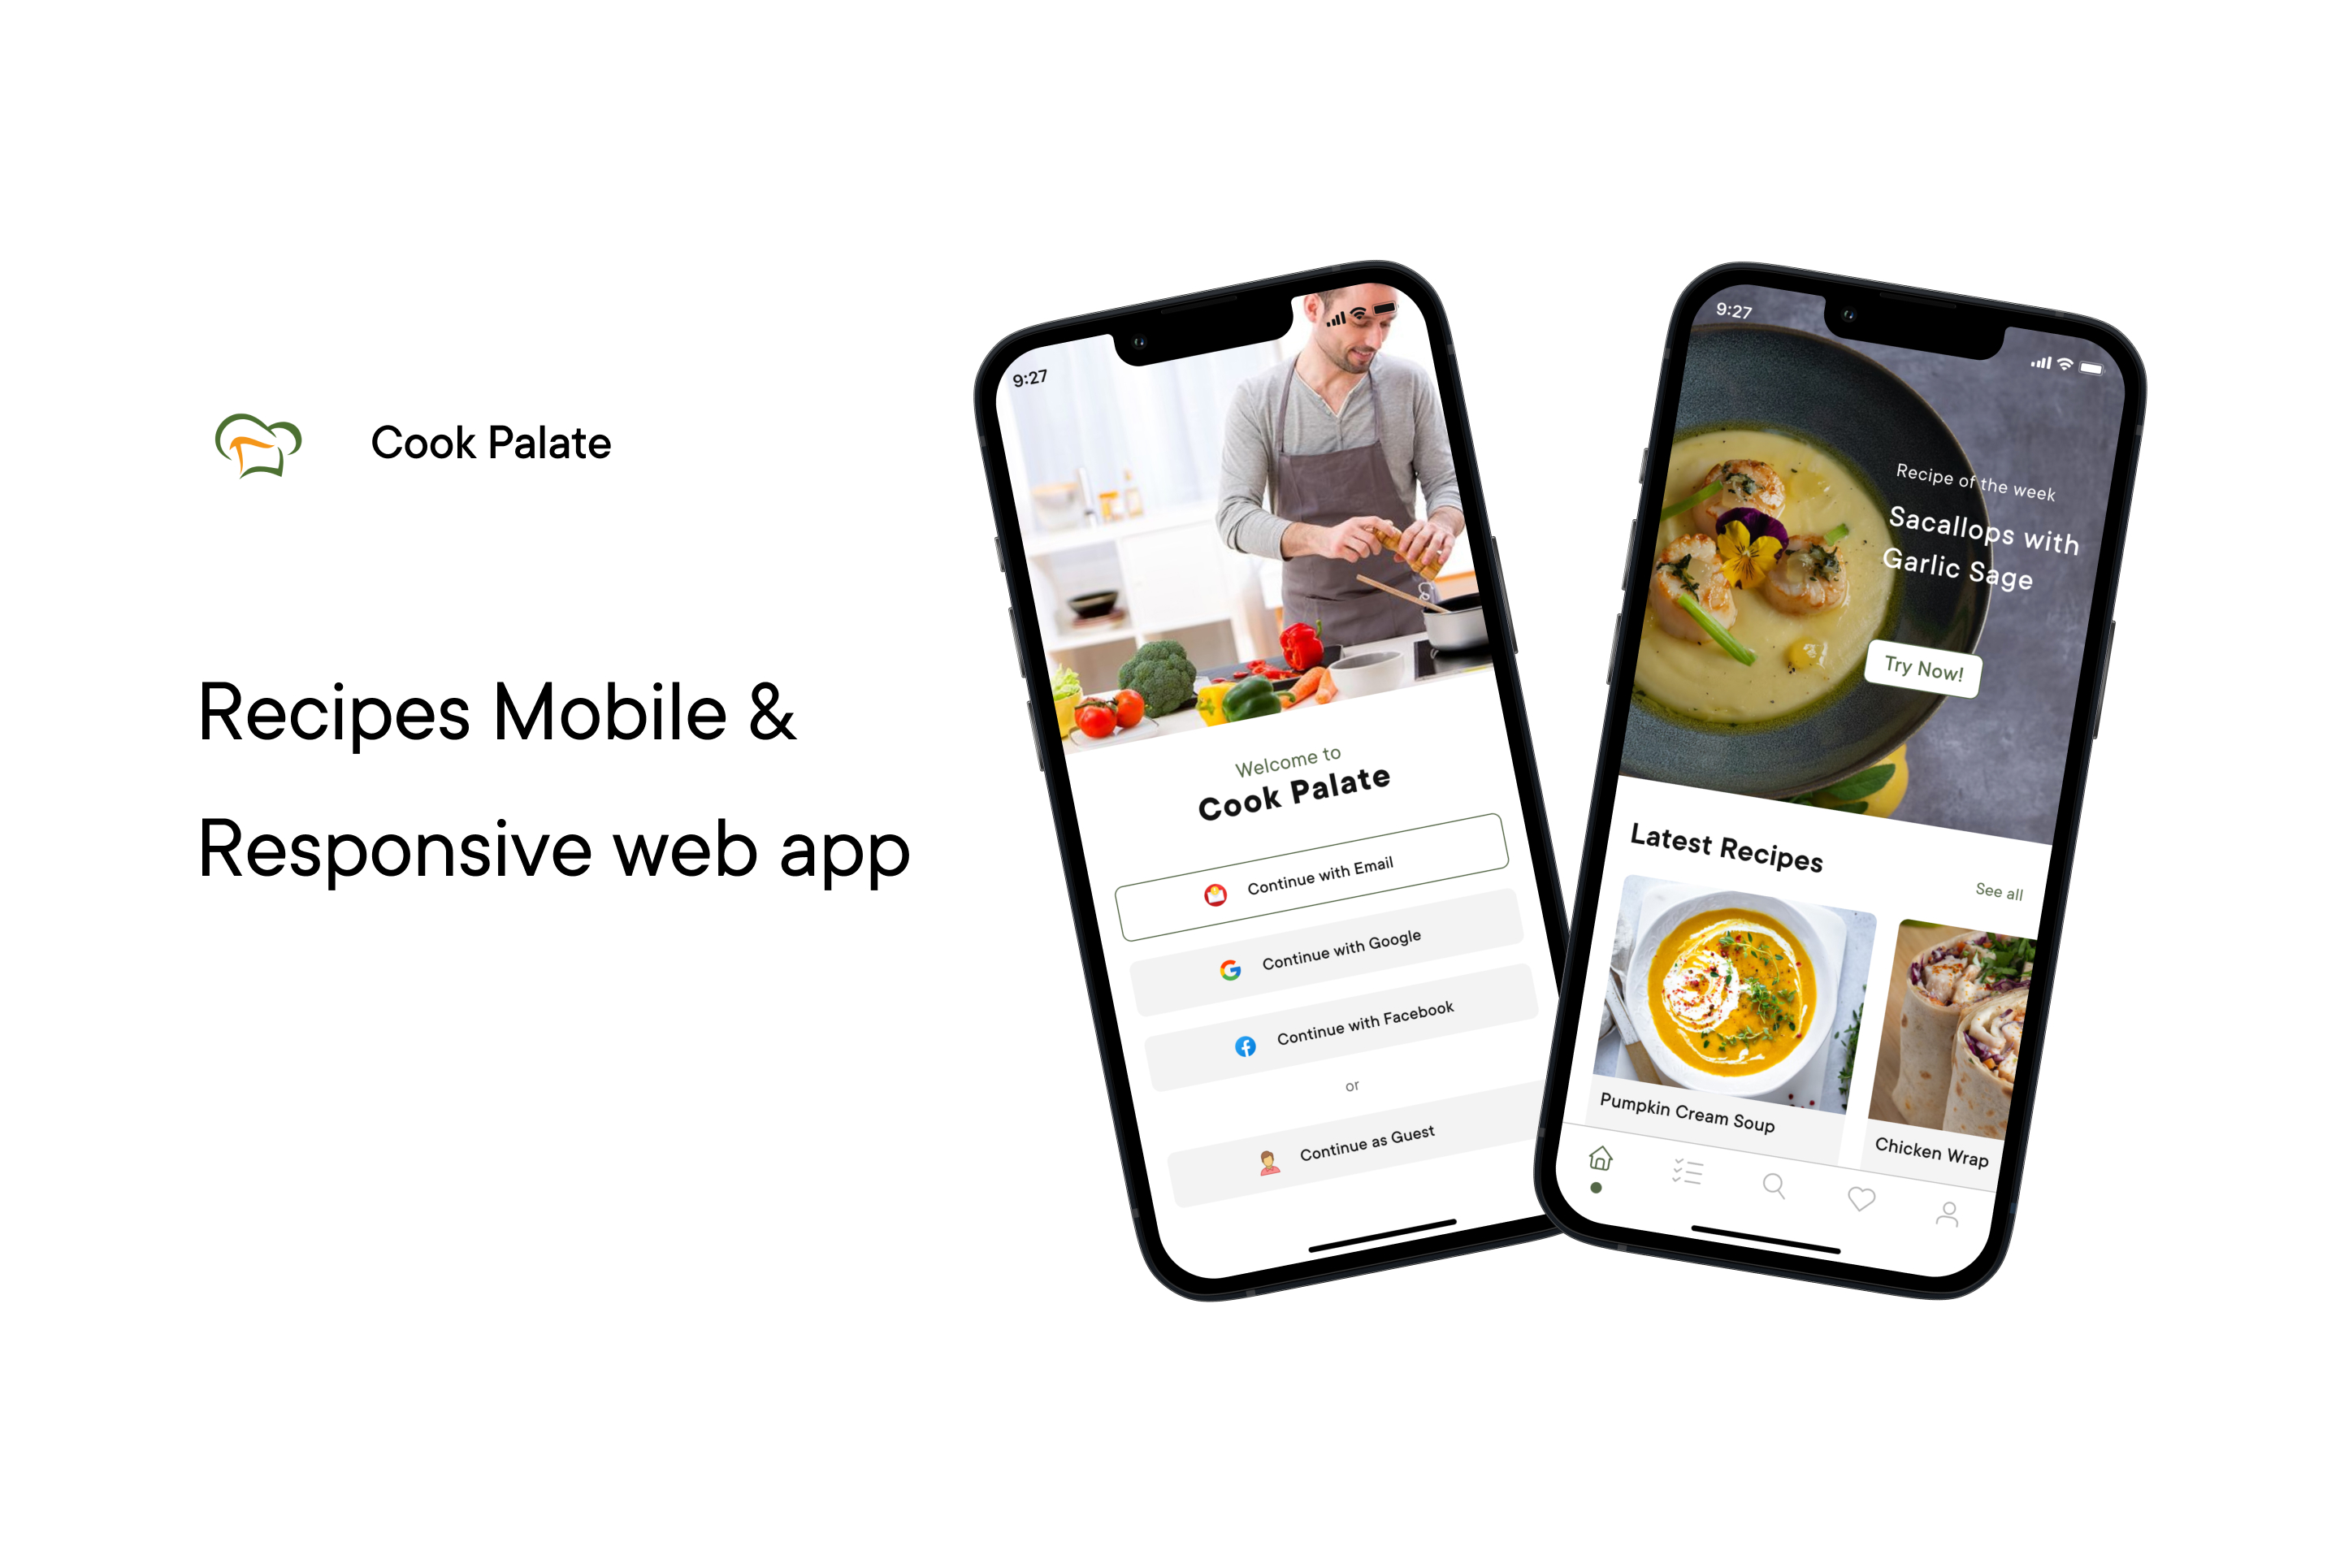 Cook Palate
Recipes Mobile &
Responsive web app
9:27
Welcome to
Cook Palate
Continue with Email
Continue with Google
Continue with Facebook
or
Continue as Guest
9:27
Recipe of the week
Sacallops with
Garlic Sage
Try Now!
Latest Recipes
See all
Pumpkin Cream Soup
Chicken Wrap